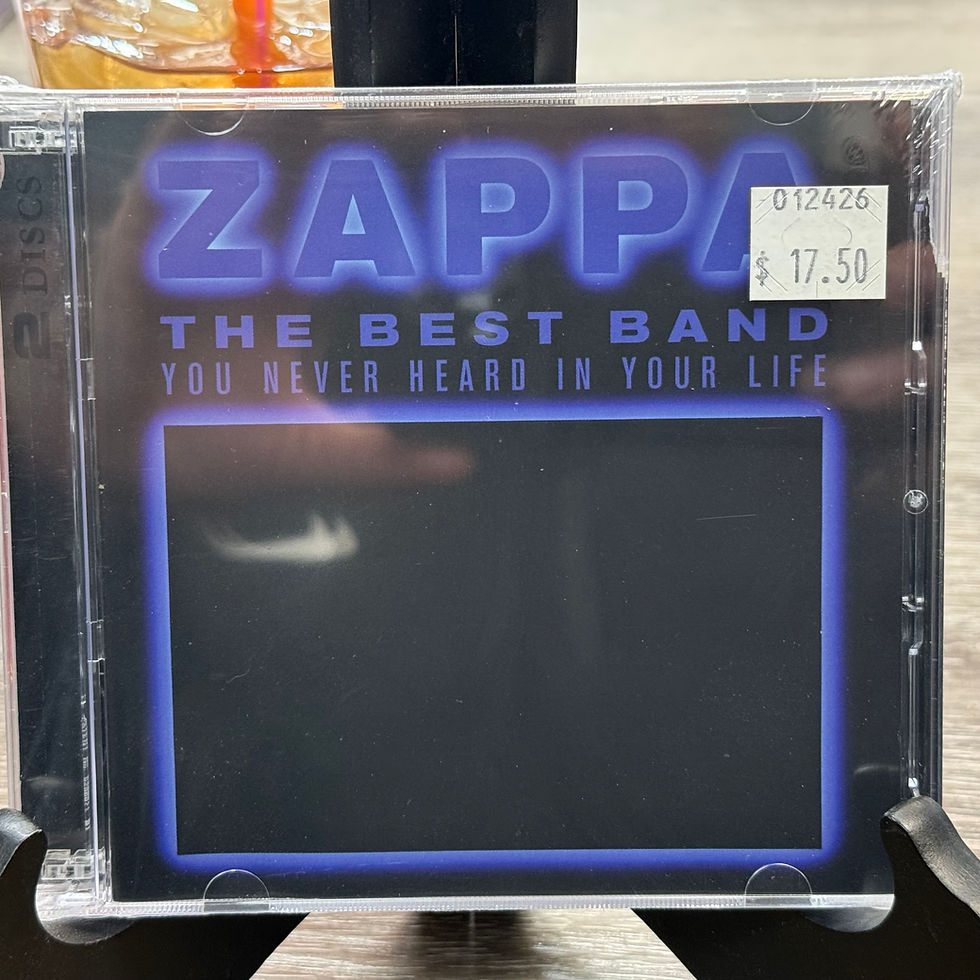 ZAPPA
012426
$ 17.50
THE BEST BAND
YOU NEVER HEARD IN YOUR LIFE
2 DISCS